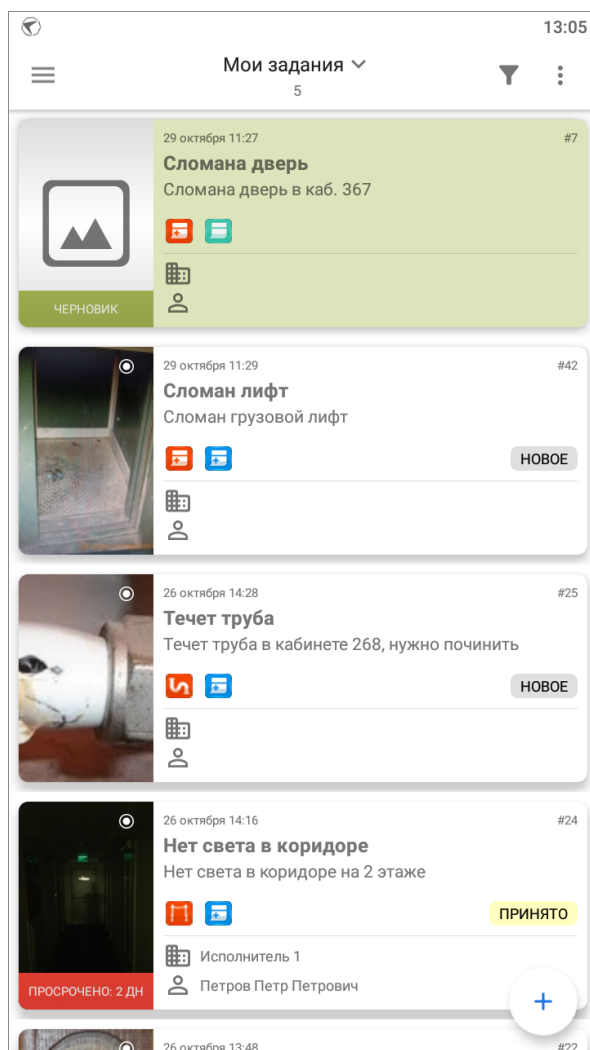 13:05
Мои задания
5
29 октября 11:27 #7
Сломана дверь
Сломана дверь в каб. 367
ЧЕРНОВИК
29 октября 11:29 #42
Сломан лифт
Сломан грузовой лифт
НОВОЕ
26 октября 14:28 #25
Течет труба
Течет труба в кабинете 268, нужно починить
НОВОЕ
26 октября 14:16 #24
Нет света в коридоре
Нет света в коридоре на 2 этаже
ПРИНЯТО
Исполнитель 1
Петров Петр Петрович
ПРОСРОЧЕНО: 2 ДН
26 октября 13:48 #22